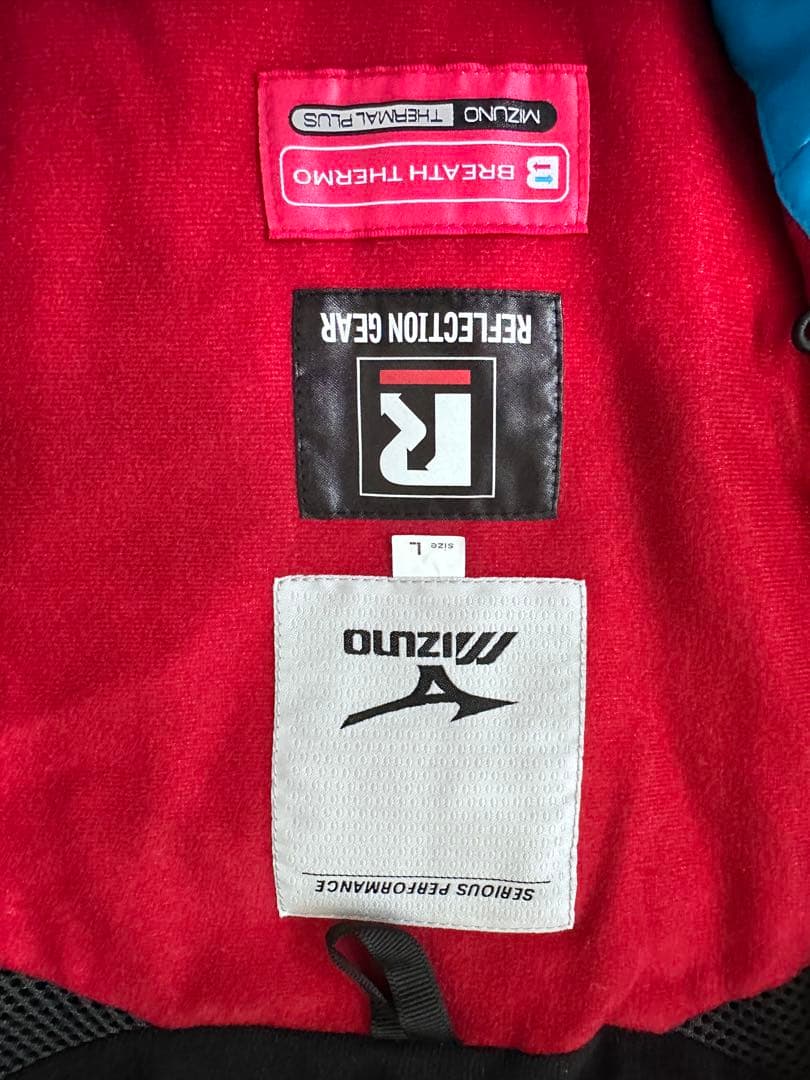 SERIOUS PERFORMANCE
MIZUNO
size L
R
REFLECTION GEAR
B BREATH THERMO
MIZUNO THERMAL PLUS